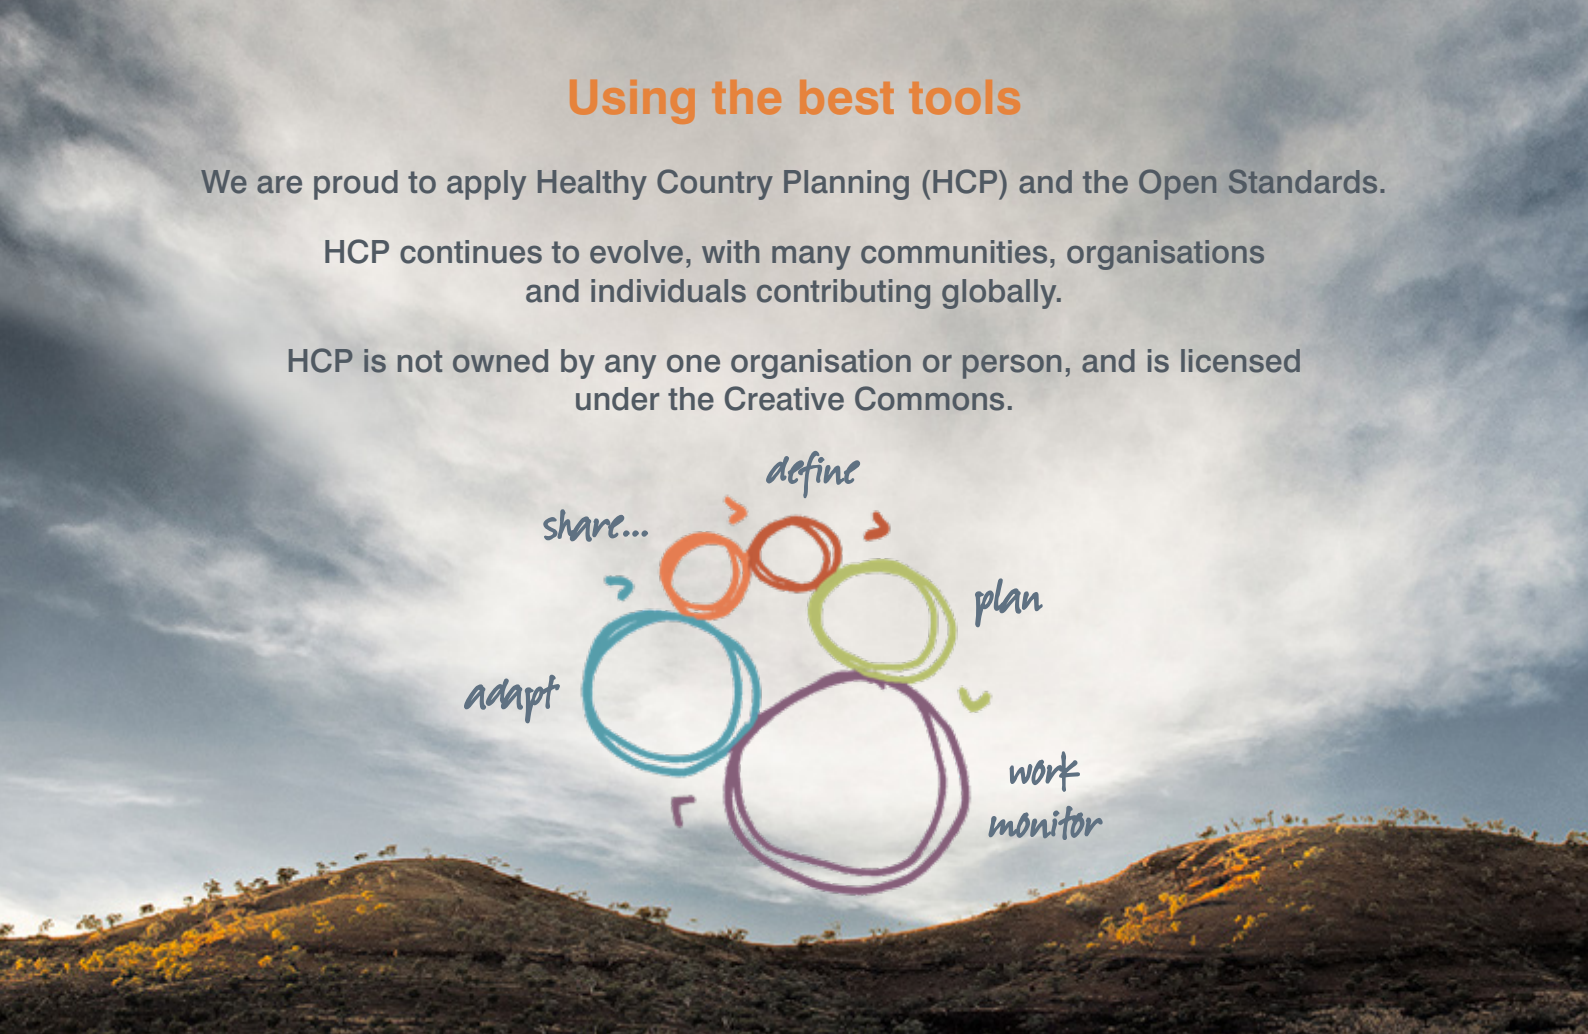 Using the best tools
We are proud to apply Healthy Country Planning (HCP) and the Open Standards.
HCP continues to evolve, with many communities, organisations
and individuals contributing globally.
HCP is not owned by any one organisation or person, and is licensed
under the Creative Commons.
define
share...
plan
adapt
work
monitor